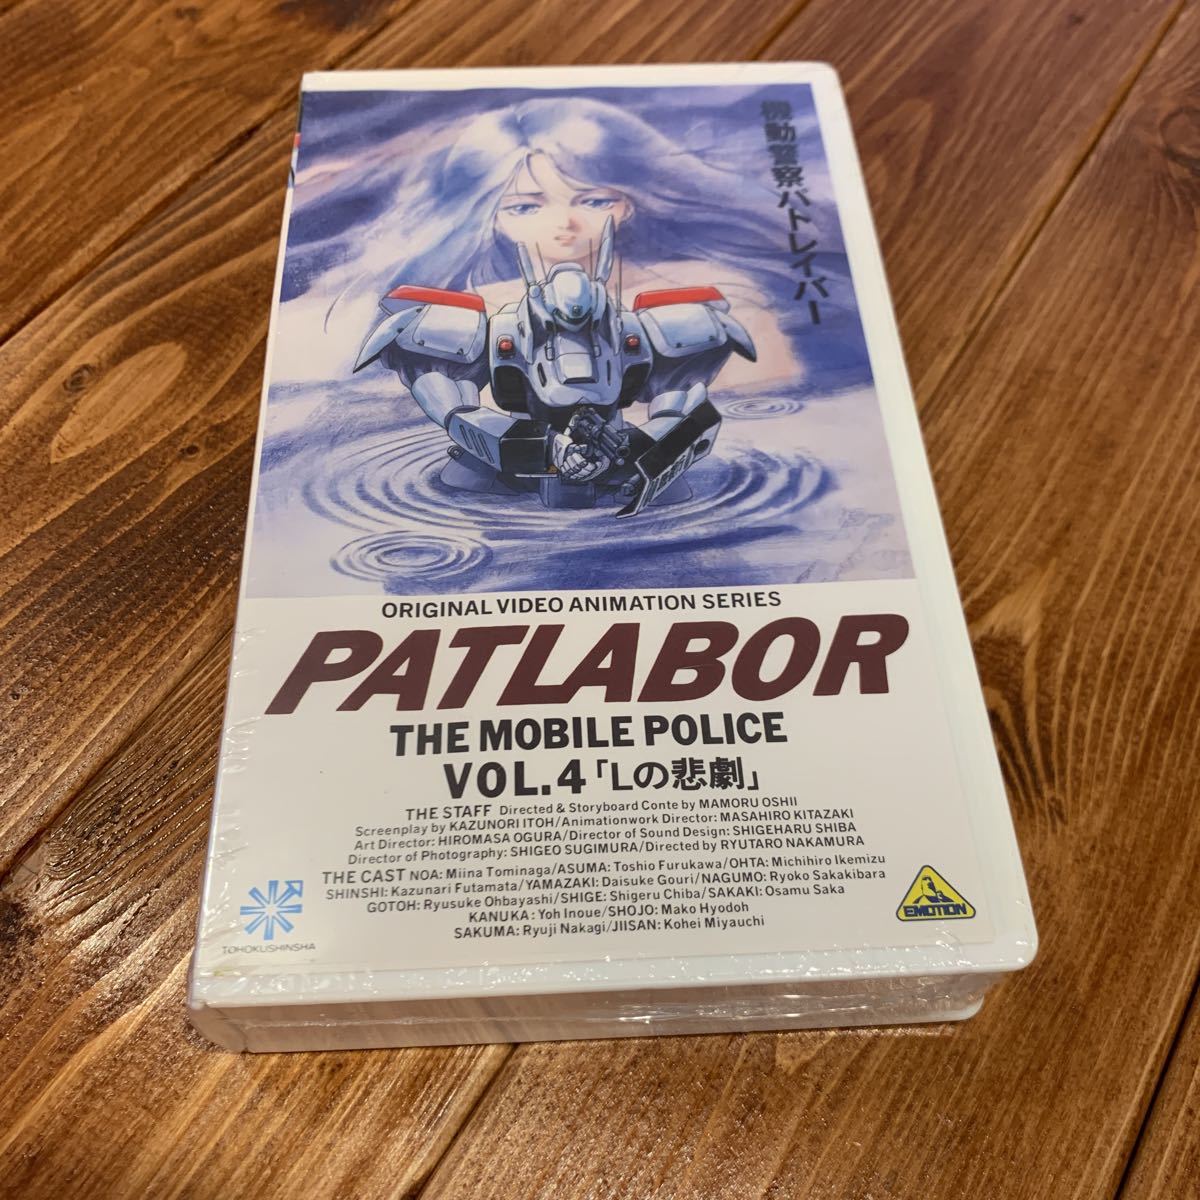 機動警察パトレイバー
ORIGINAL VIDEO ANIMATION SERIES
PATLABOR
THE MOBILE POLICE
VOL.4「Lの悲劇」
THE STAFF Directed & Storyboard Conte by MAMORU OSHII
Screenplay by KAZUNORI ITOH/Animationwork Director: MASAHIRO KITAZAKI
Art Director: HIROMASA OGURA/Director of Sound Design: SHIGEHARU SHIBA
Director of Photography: SHIGEO SUGIMURA/Directed by RYUTARO NAKAMURA
THE CAST NOA: Miina Tominaga/ASUMA: Toshio Furukawa/OHTA: Michihiro Ikemizu
SHINSHI: Kazunari Futamata/YAMAZAKI: Daisuke Gouri/NAGUMO: Ryoko Sakakibara
GOTOH: Ryusuke Ohbayashi/SHIGE: Shigeru Chiba/SAKAKI: Osamu Saka
KANUKA: Yoh Inoue/SHOJO: Mako Hyodoh
SAKUMA: Ryuji Nakagi/JIISAN: Kohei Miyauchi
TOHOKUSHINSHA
EMOTION